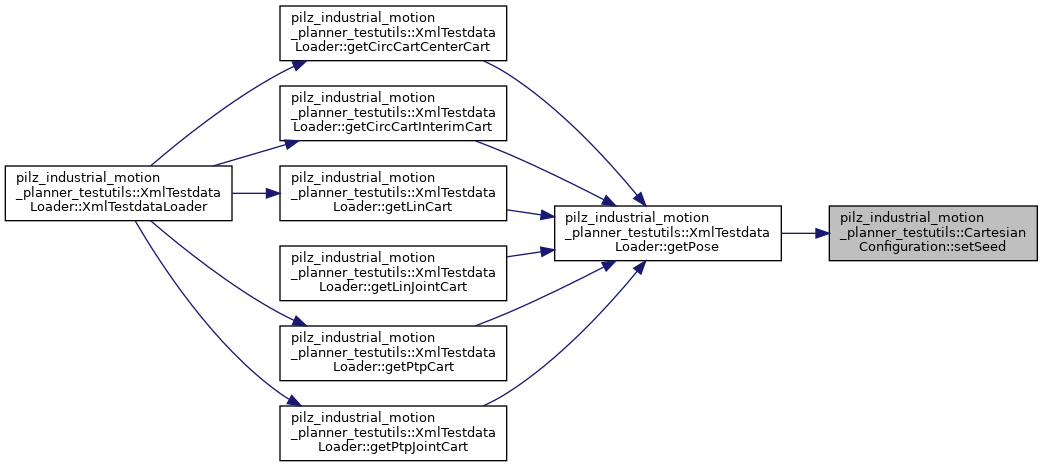 pilz_industrial_motion
_planner_testutils::XmlTestdata
Loader::getCircCartCenterCart
pilz_industrial_motion
_planner_testutils::XmlTestdata
Loader::getCircCartInterimCart
pilz_industrial_motion
_planner_testutils::XmlTestdata
Loader::XmlTestdataLoader
pilz_industrial_motion
_planner_testutils::XmlTestdata
Loader::getLinCart
pilz_industrial_motion
_planner_testutils::XmlTestdata
Loader::getPose
pilz_industrial_motion
_planner_testutils::Cartesian
Configuration::setSeed
pilz_industrial_motion
_planner_testutils::XmlTestdata
Loader::getLinJointCart
pilz_industrial_motion
_planner_testutils::XmlTestdata
Loader::getPtpCart
pilz_industrial_motion
_planner_testutils::XmlTestdata
Loader::getPtpJointCart